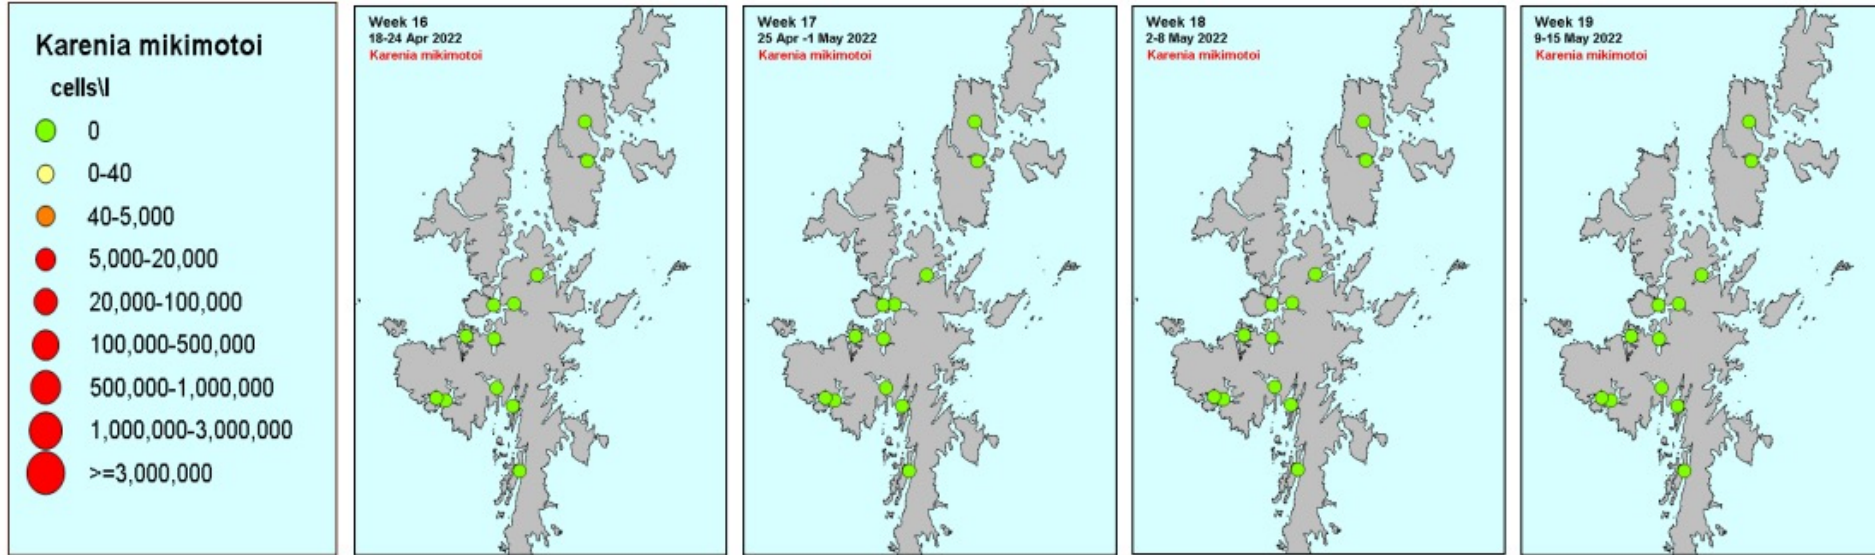 Karenia mikimotoi
cells\l
0
0-40
40-5,000
5,000-20,000
20,000-100,000
100,000-500,000
500,000-1,000,000
1,000,000-3,000,000
>=3,000,000
Week 16
18-24 Apr 2022
Karenia mikimotoi
Week 17
25 Apr -1 May 2022
Karenia mikimotoi
Week 18
2-8 May 2022
Karenia mikimotoi
Week 19
9-15 May 2022
Karenia mikimotoi